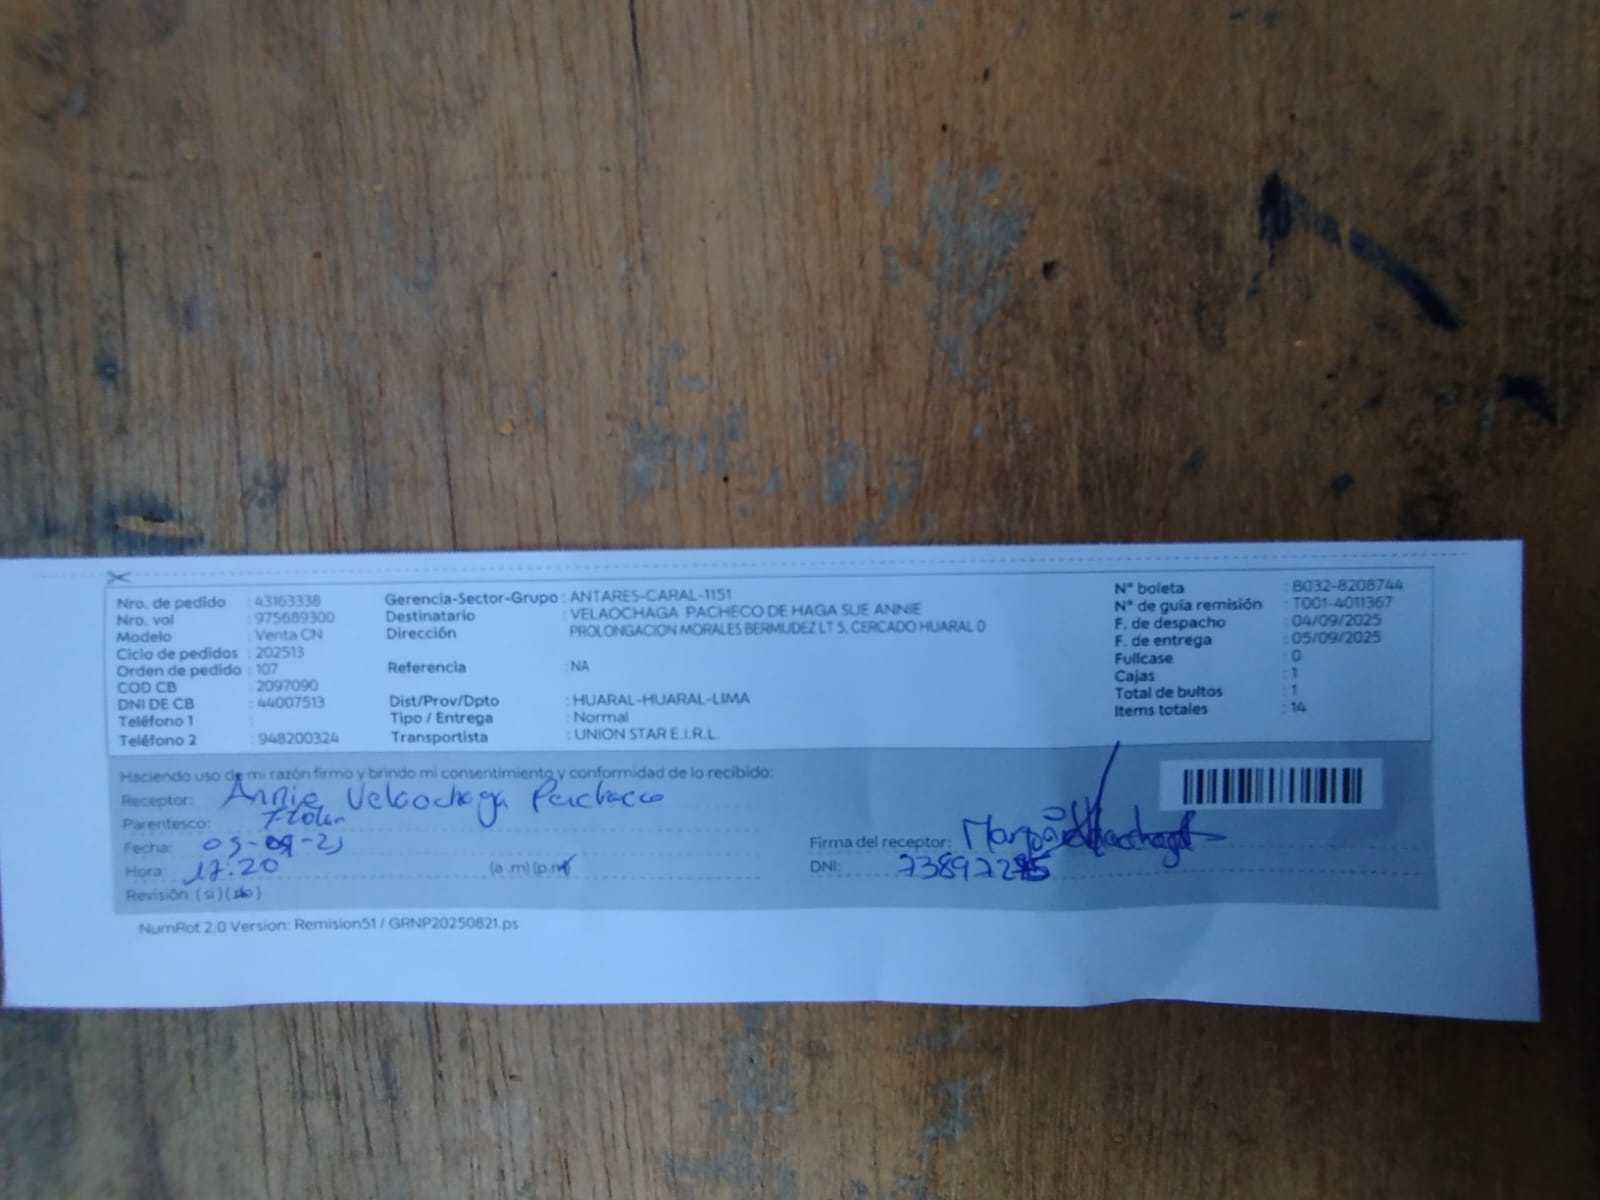 Nro. de pedido : 43163338
Nro. vol : 975689300
Modelo : Venta CN
Ciclo de pedidos : 202513
Orden de pedido : 107
COD CB : 2097090
DNI DE CB : 44007513
Teléfono 1 :
Teléfono 2 : 948200324
Gerencia-Sector-Grupo : ANTARES-CARAL-1151
Destinatario : VELAOCHAGA PACHECO DE HAGA SUE ANNIE
Dirección PROLONGACION MORALES BERMUDEZ LT 5, CERCADO HUARAL 0
Referencia : NA
Dist/Prov/Dpto : HUARAL-HUARAL-LIMA
Tipo / Entrega : Normal
Transportista : UNION STAR E.I.R.L.
N° boleta : B032-8208744
N° de guía remisión : T001-4011367
F. de despacho : 04/09/2025
F. de entrega : 05/09/2025
Fullcase : 0
Cajas : 1
Total de bultos : 1
Items totales : 14
Haciendo uso de mi razón firmo y brindo mi consentimiento y conformidad de lo recibido:
Receptor: Annie Velaochaga Pacheco
Parentesco:
Fecha:
Hora: 17:20 (a.m) (p.m)
Revisión: (si) (no)
Firma del receptor:
DNI:
NumRot 2.0 Version: Remision51 / GRNP20250821.ps